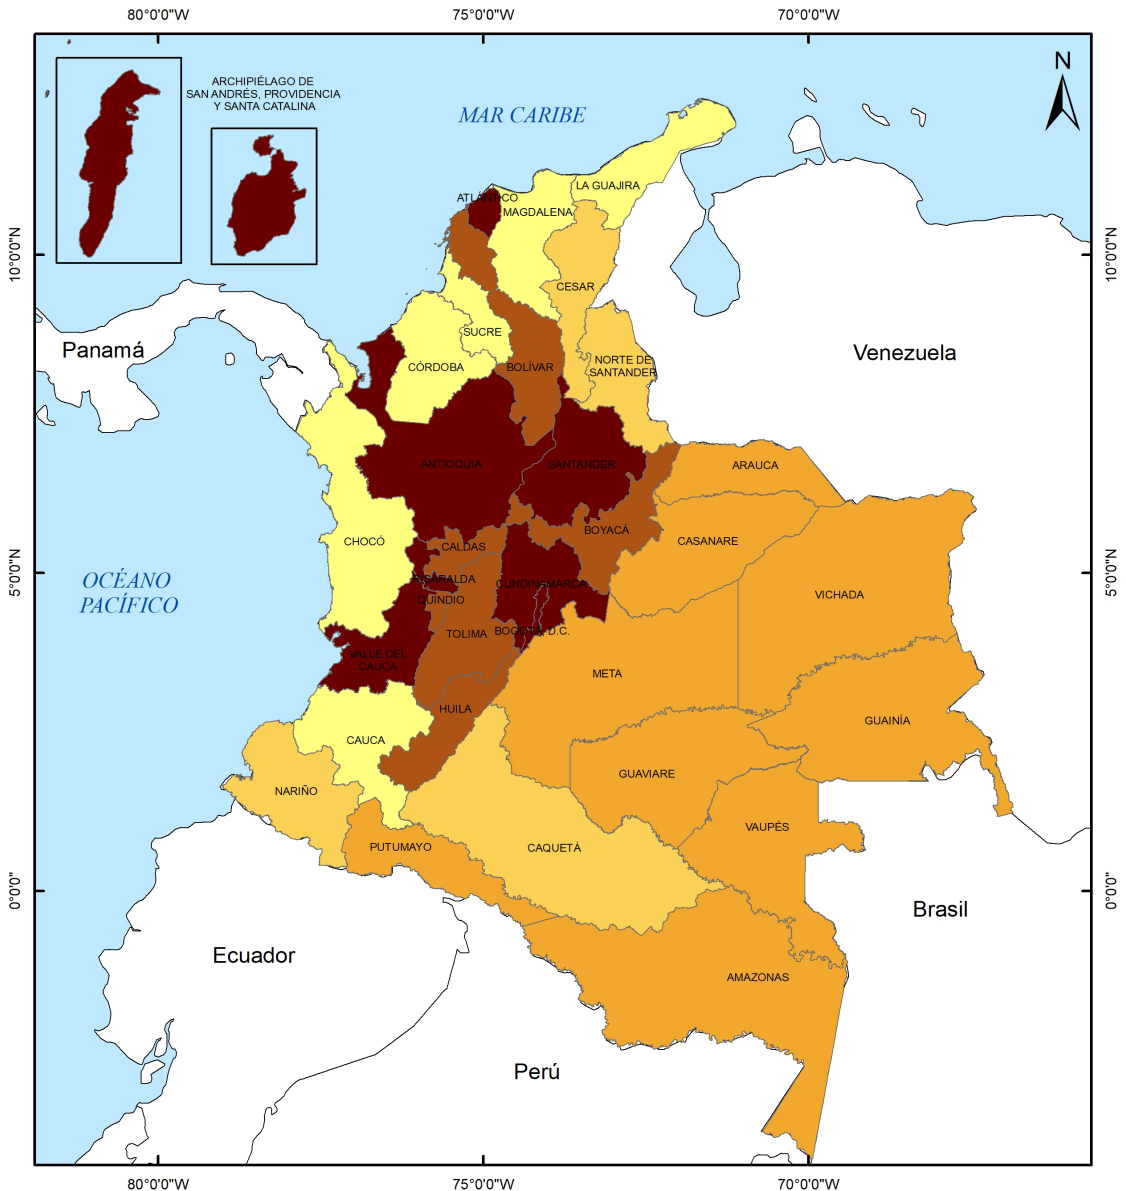 80°0'0"W
75°0'0"W
70°0'0"W
N
ARCHIPIÉLAGO DE
SAN ANDRÉS, PROVIDENCIA
Y SANTA CATALINA
MAR CARIBE
LA GUAJIRA
ATLÁNTICO
MAGDALENA
10°0'0"N
10°0'0"N
CESAR
SUCRE
Panamá
Venezuela
NORTE DE
SANTANDER
CÓRDOBA
BOLÍVAR
ANTIOQUIA
SANTANDER
ARAUCA
BOYACÁ
CHOCÓ
CALDAS
CASANARE
5°0'0"N
5°0'0"N
OCÉANO
PACÍFICO
RISARALDA
CUNDINAMARCA
QUINDIO
VICHADA
TOLIMA
BOGOTÁ, D.C.
VALLE DEL
CAUCA
META
HUILA
GUAINÍA
CAUCA
GUAVIARE
NARIÑO
VAUPÉS
PUTUMAYO
CAQUETÁ
0°0'0"
0°0'0"
Brasil
Ecuador
AMAZONAS
Perú
80°0'0"W
75°0'0"W
70°0'0"W